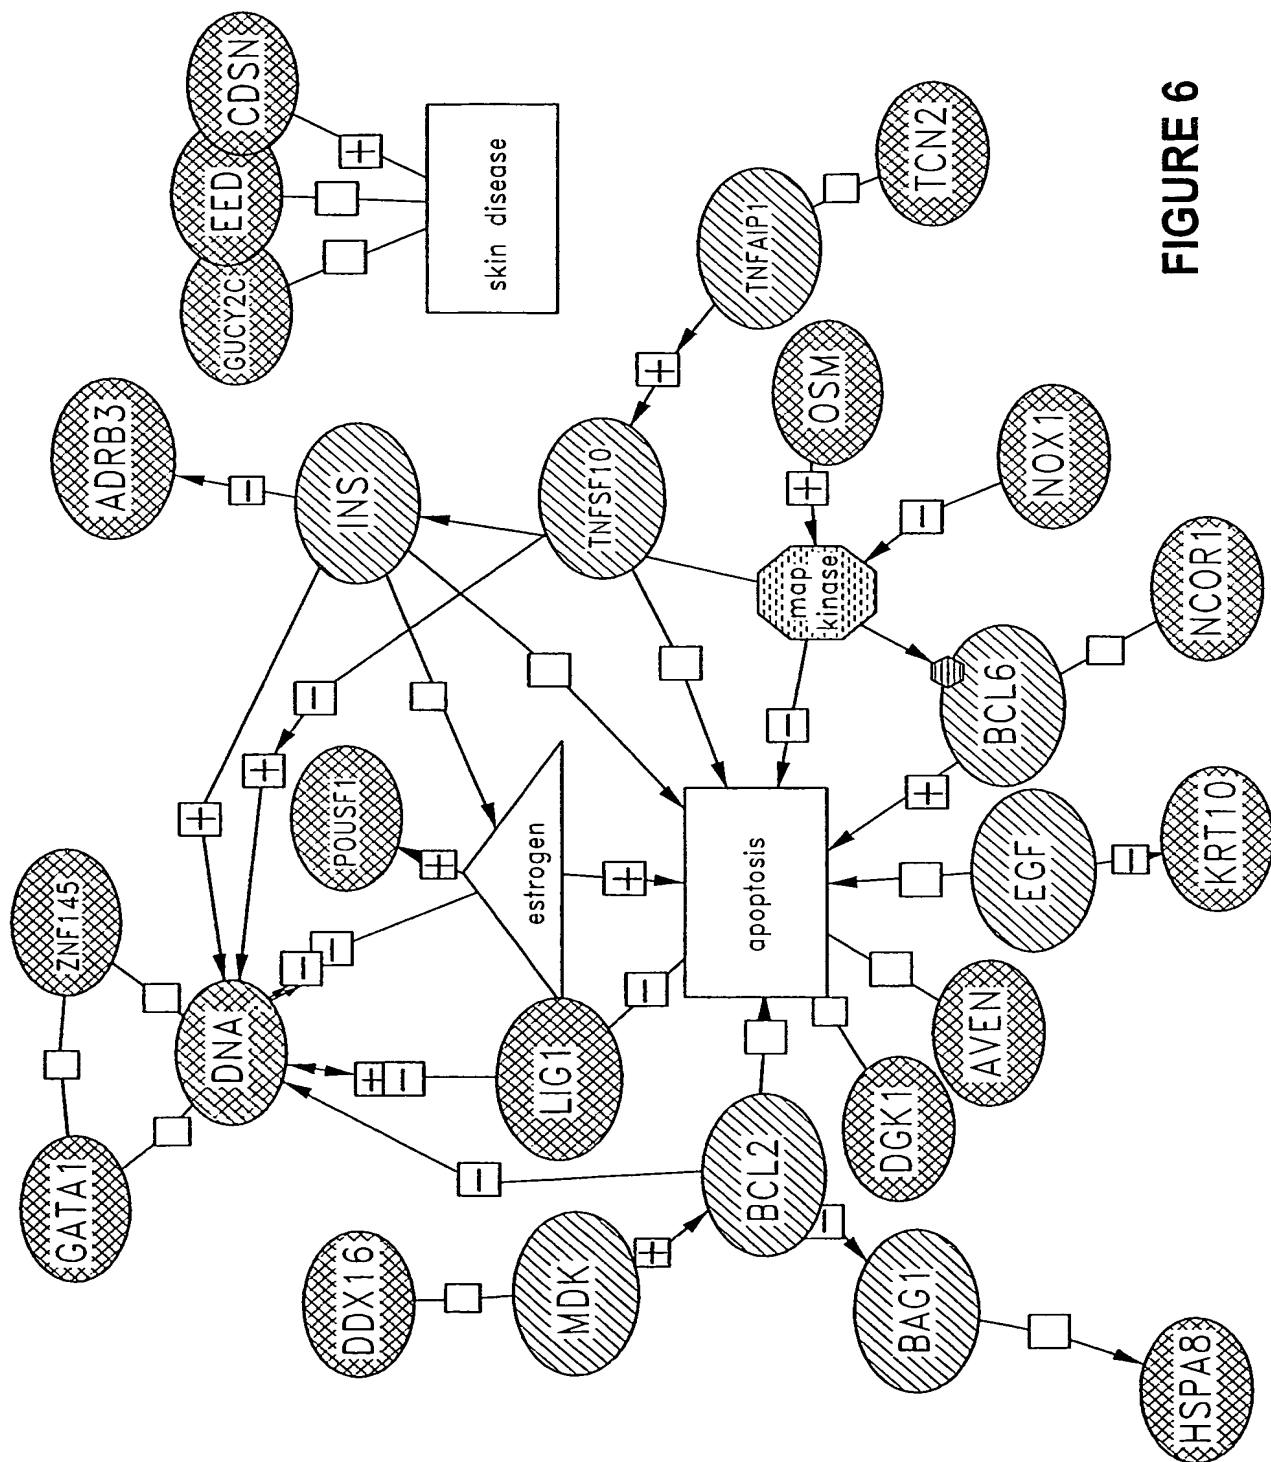 GATA1
ZNF145
ADRB3
DNA
GUCY2C
EED
CDSN
DDX16
POUSF1
INS
skin disease
MDK
LIG1
estrogen
TNFSF10
BCL2
apoptosis
map
kinase
TNFAIP1
OSM
BAG1
DGK1
TCN2
AVEN
EGF
BCL6
NOX1
HSPA8
KRT10
NCOR1
FIGURE 6